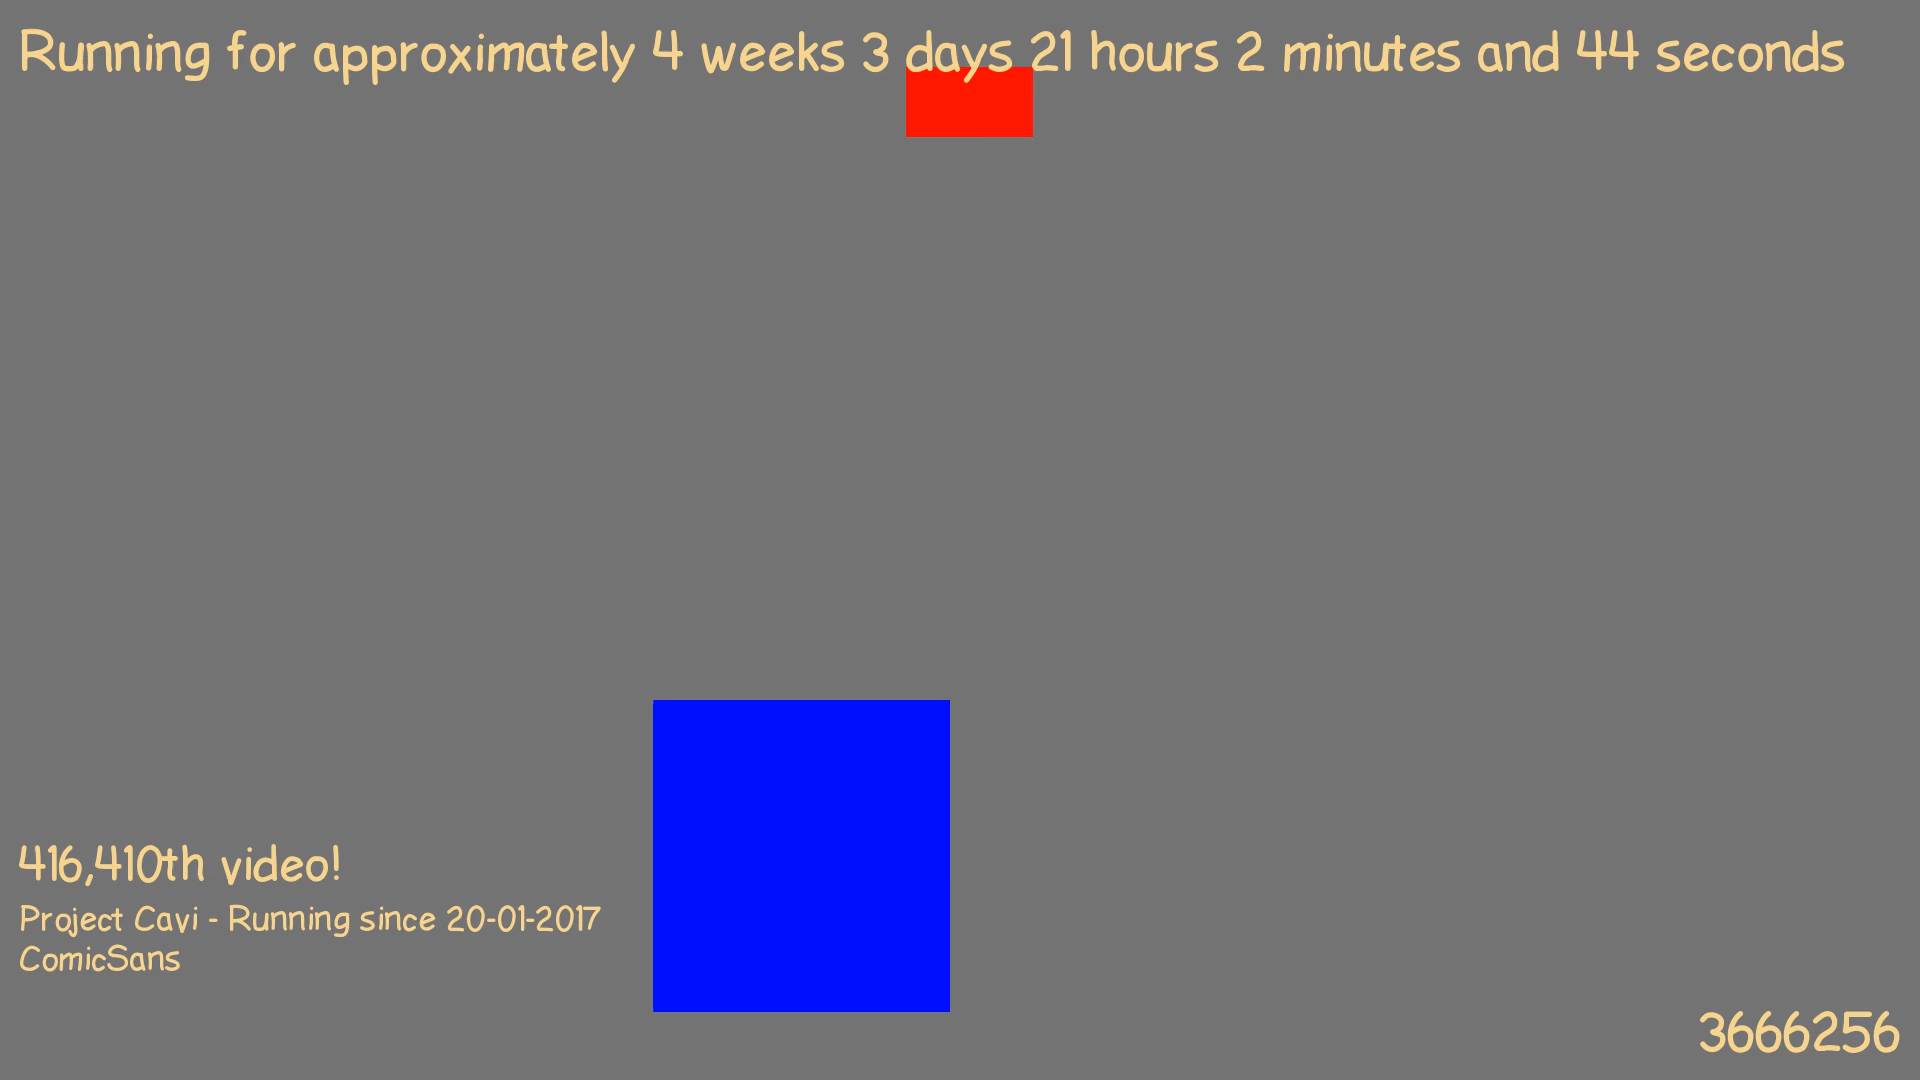 Running for approximately 4 weeks 3 days 21 hours 2 minutes and 44 seconds
416,410th video!
Project Cavi - Running since 20-01-2017
ComicSans
3666256